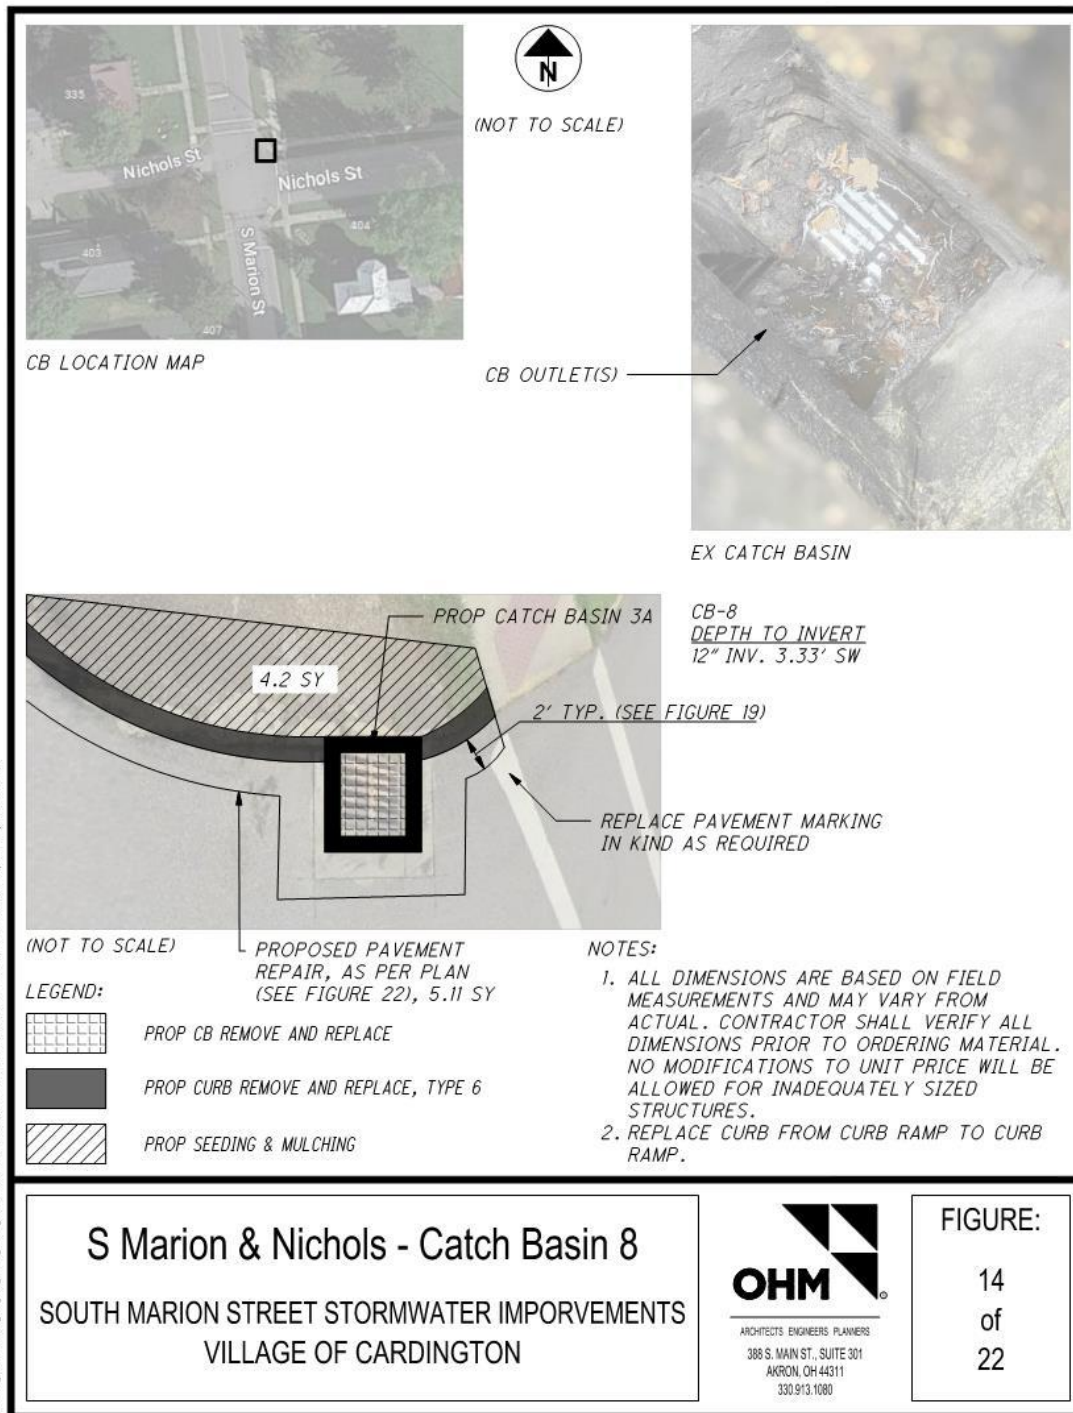 335
Nichols St
Nichols St
S Marion St
403
404
407
CB LOCATION MAP
N
(NOT TO SCALE)
CB OUTLET(S)
EX CATCH BASIN
CB-8
DEPTH TO INVERT
12" INV. 3.33' SW
PROP CATCH BASIN 3A
4.2 SY
2' TYP. (SEE FIGURE 19)
REPLACE PAVEMENT MARKING
IN KIND AS REQUIRED
(NOT TO SCALE)
PROPOSED PAVEMENT
REPAIR, AS PER PLAN
(SEE FIGURE 22), 5.11 SY
LEGEND:
PROP CB REMOVE AND REPLACE
PROP CURB REMOVE AND REPLACE, TYPE 6
PROP SEEDING & MULCHING
NOTES:
1. ALL DIMENSIONS ARE BASED ON FIELD
MEASUREMENTS AND MAY VARY FROM
ACTUAL. CONTRACTOR SHALL VERIFY ALL
DIMENSIONS PRIOR TO ORDERING MATERIAL.
NO MODIFICATIONS TO UNIT PRICE WILL BE
ALLOWED FOR INADEQUATELY SIZED
STRUCTURES.
2. REPLACE CURB FROM CURB RAMP TO CURB
RAMP.
S Marion & Nichols - Catch Basin 8
SOUTH MARION STREET STORMWATER IMPORVEMENTS
VILLAGE OF CARDINGTON
OHM
ARCHITECTS ENGINEERS PLANNERS
388 S. MAIN ST., SUITE 301
AKRON, OH 44311
330.913.1080
FIGURE:
14
of
22